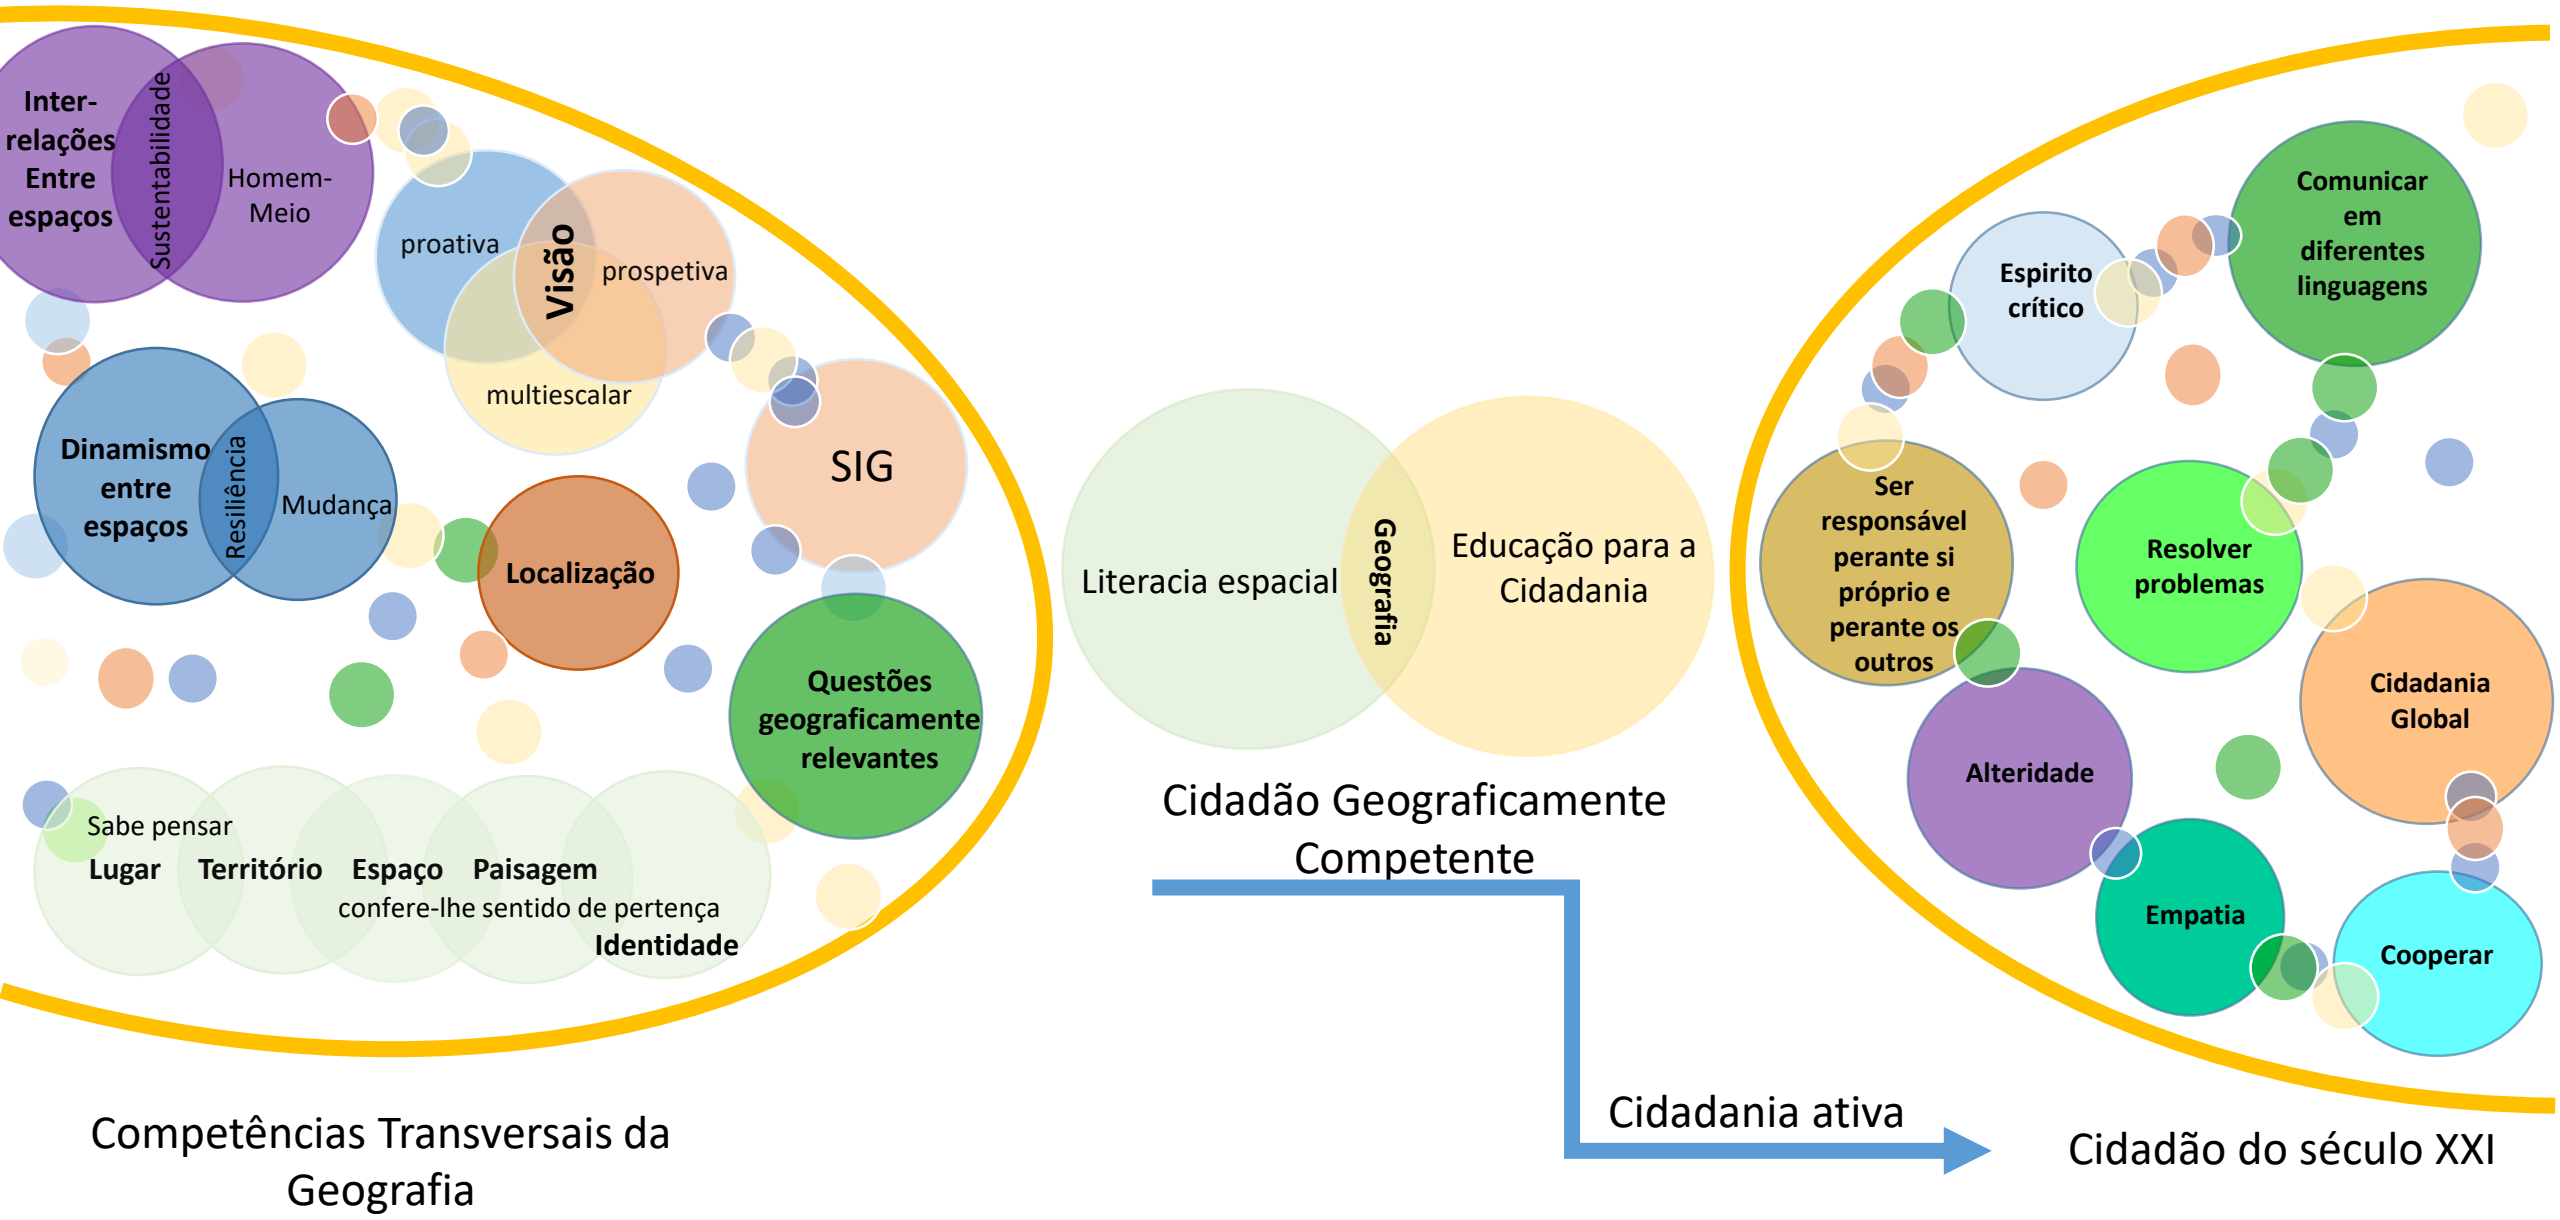 Inter-
relações
Entre
espaços
Sustentabilidade
Homem-
Meio
proativa
Visão
prospetiva
multiescalar
SIG
Dinamismo
entre
espaços
Resiliência
Mudança
Localização
Questões
geograficamente
relevantes
Sabe pensar
Lugar Território Espaço Paisagem
confere-lhe sentido de pertença
Identidade
Competências Transversais da
Geografia
Literacia espacial
Geografia
Educação para a
Cidadania
Cidadão Geograficamente
Competente
Cidadania ativa
Comunicar
em
diferentes
linguagens
Espirito
crítico
Ser
responsável
perante si
próprio e
perante os
outros
Resolver
problemas
Cidadania
Global
Alteridade
Empatia
Cooperar
Cidadão do século XXI